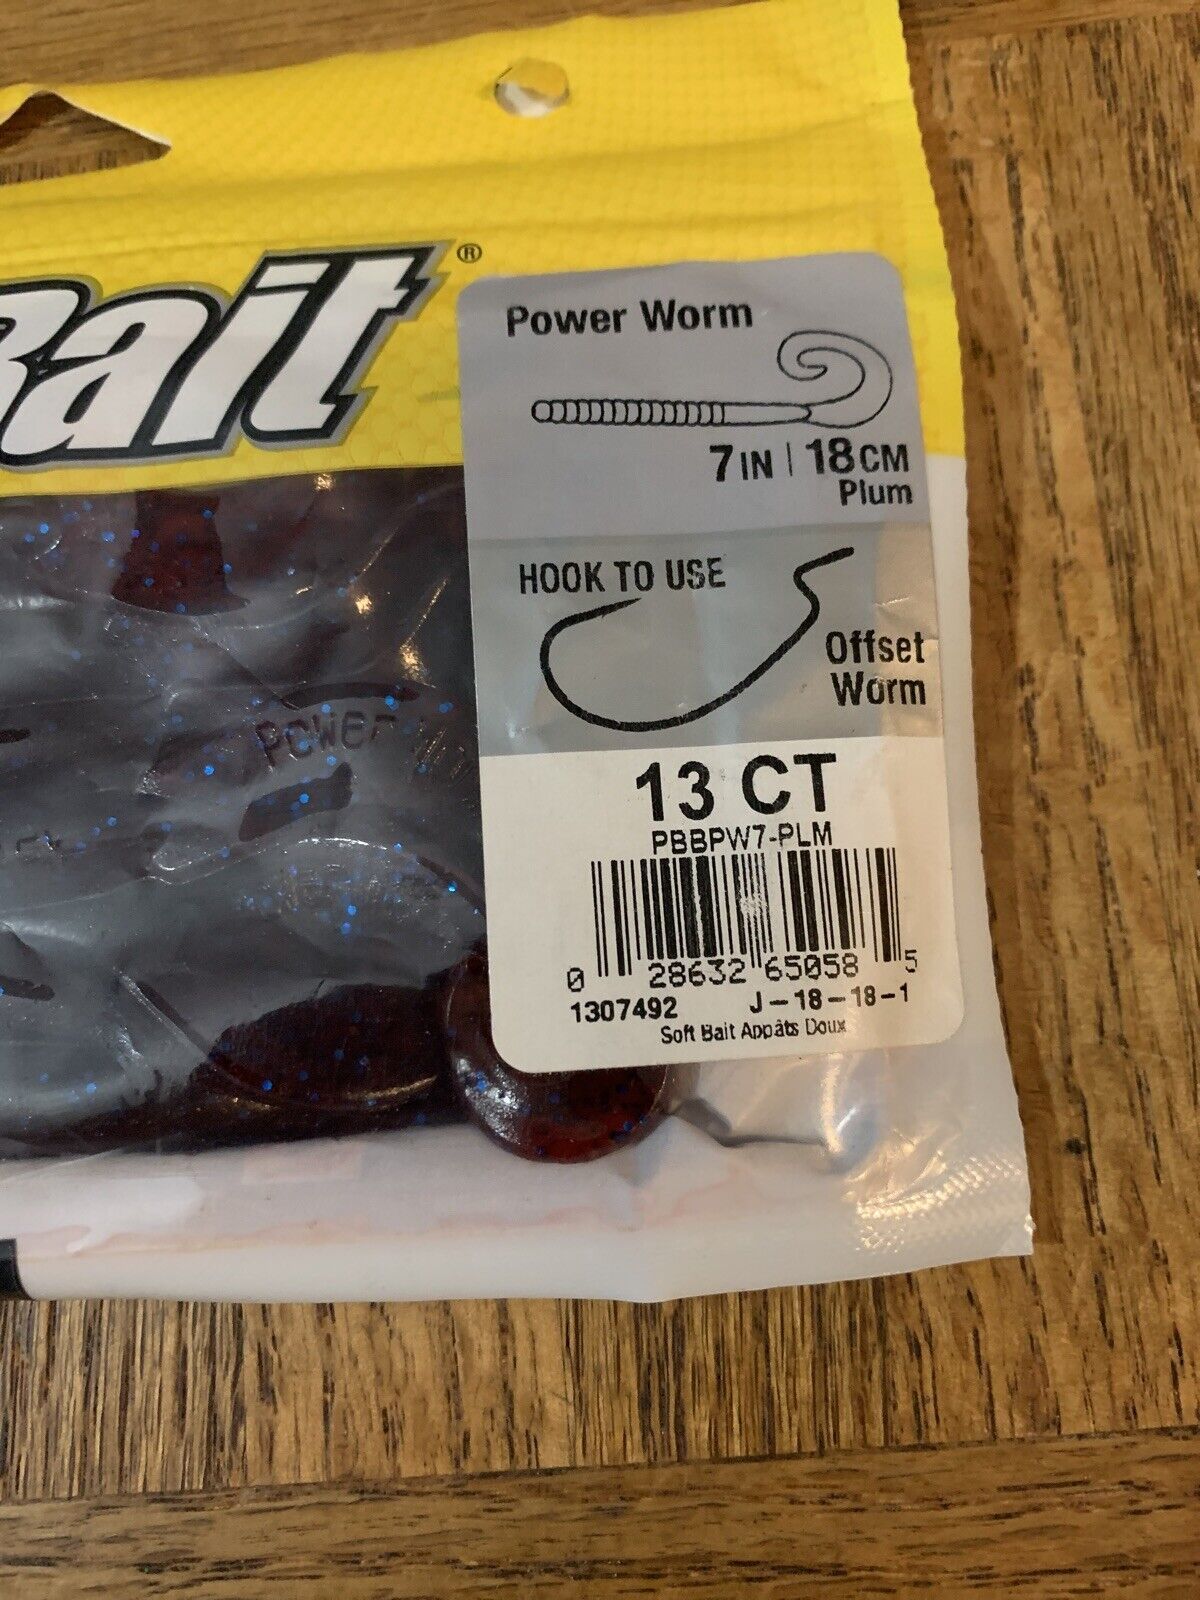 Bait®
Power Worm
7IN | 18CM
Plum
HOOK TO USE
Offset
Worm
Power W
13 CT
PBBPW7-PLM
0 28632 65058 5
1307492 J-18-18-1
Soft Bait Appâts Doux